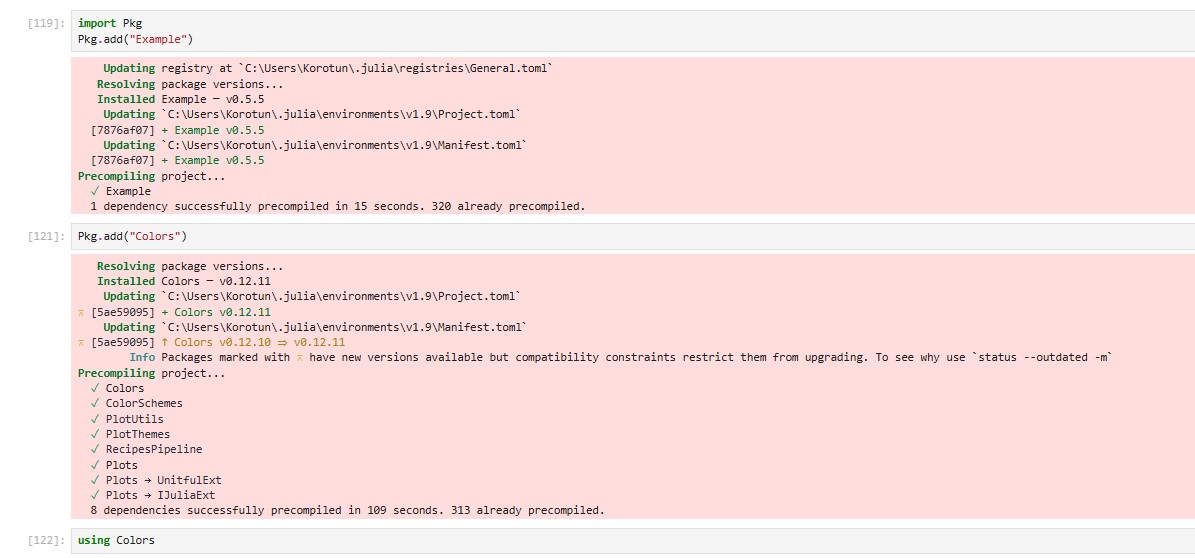 [119]: import Pkg
Pkg.add("Example")
Updating registry at `C:\Users\Korotun\.julia\registries\General.toml`
Resolving package versions...
Installed Example ─ v0.5.5
Updating `C:\Users\Korotun\.julia\environments\v1.9\Project.toml`
[7876af07] + Example v0.5.5
Updating `C:\Users\Korotun\.julia\environments\v1.9\Manifest.toml`
[7876af07] + Example v0.5.5
Precompiling project...
✓ Example
1 dependency successfully precompiled in 15 seconds. 320 already precompiled.
[121]: Pkg.add("Colors")
Resolving package versions...
Installed Colors ─ v0.12.11
Updating `C:\Users\Korotun\.julia\environments\v1.9\Project.toml`
⌅ [5ae59095] + Colors v0.12.11
Updating `C:\Users\Korotun\.julia\environments\v1.9\Manifest.toml`
⌅ [5ae59095] ↑ Colors v0.12.10 ⇒ v0.12.11
Info Packages marked with ⌅ have new versions available but compatibility constraints restrict them from upgrading. To see why use `status --outdated -m`
Precompiling project...
✓ Colors
✓ ColorSchemes
✓ PlotUtils
✓ PlotThemes
✓ RecipesPipeline
✓ Plots
✓ Plots → UnitfulExt
✓ Plots → IJuliaExt
8 dependencies successfully precompiled in 109 seconds. 313 already precompiled.
[122]: using Colors